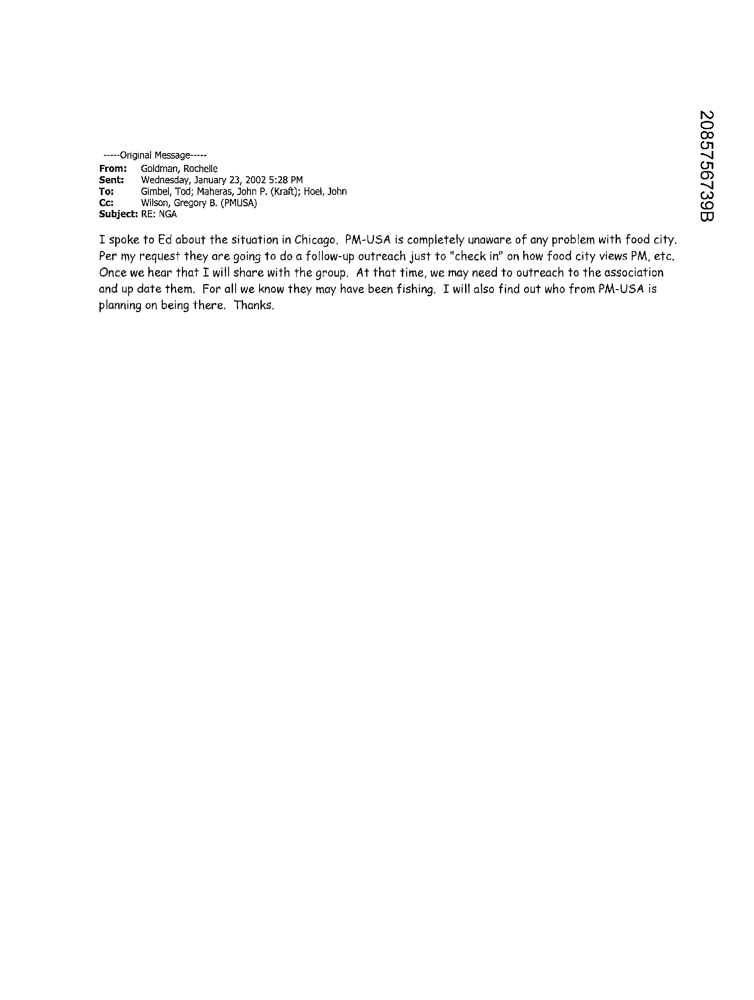 -----Original Message-----
From: Goldman, Rochelle
Sent: Wednesday, January 23, 2002 5:28 PM
To: Gimbel, Tod; Maheras, John P. (Kraft); Hoel, John
Cc: Wilson, Gregory B. (PMUSA)
Subject: RE: NGA
I spoke to Ed about the situation in Chicago. PM-USA is completely unaware of any problem with food city.
Per my request they are going to do a follow-up outreach just to "check in" on how food city views PM, etc.
Once we hear that I will share with the group. At that time, we may need to outreach to the association
and up date them. For all we know they may have been fishing. I will also find out who from PM-USA is
planning on being there. Thanks.
2085756739B